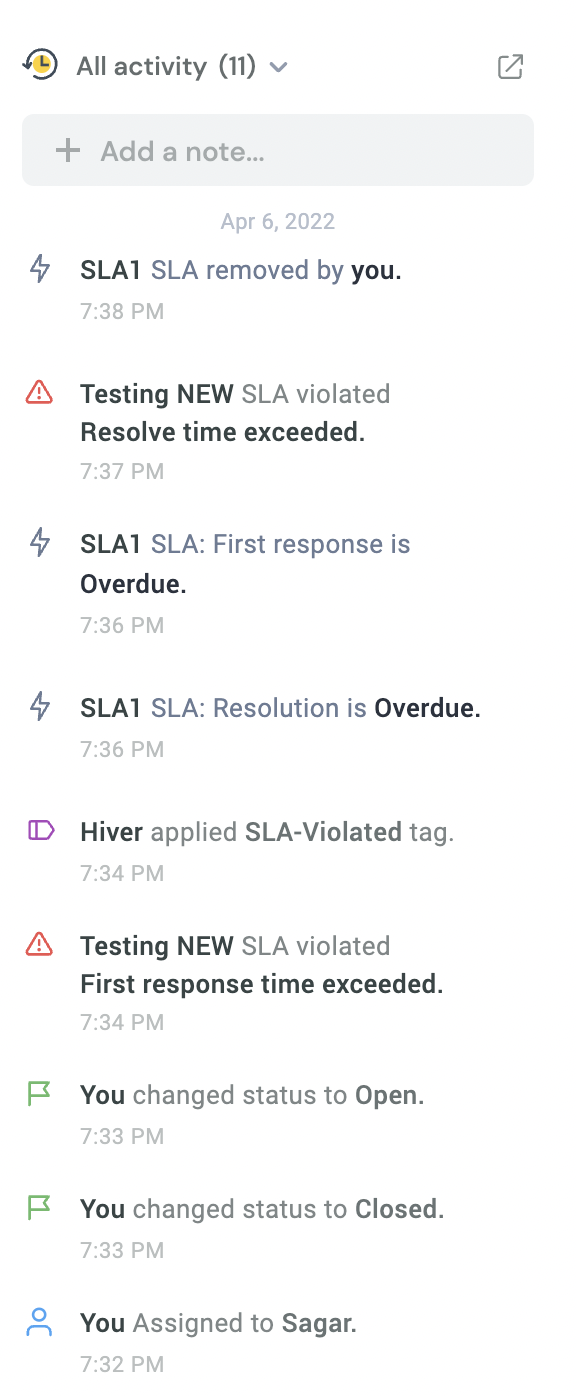 All activity (11)
Add a note...
Apr 6, 2022
SLA1 SLA removed by you.
7:38 PM
Testing NEW SLA violated
Resolve time exceeded.
7:37 PM
SLA1 SLA: First response is
Overdue.
7:36 PM
SLA1 SLA: Resolution is Overdue.
7:36 PM
Hiver applied SLA-Violated tag.
7:34 PM
Testing NEW SLA violated
First response time exceeded.
7:34 PM
You changed status to Open.
7:33 PM
You changed status to Closed.
7:33 PM
You Assigned to Sagar.
7:32 PM